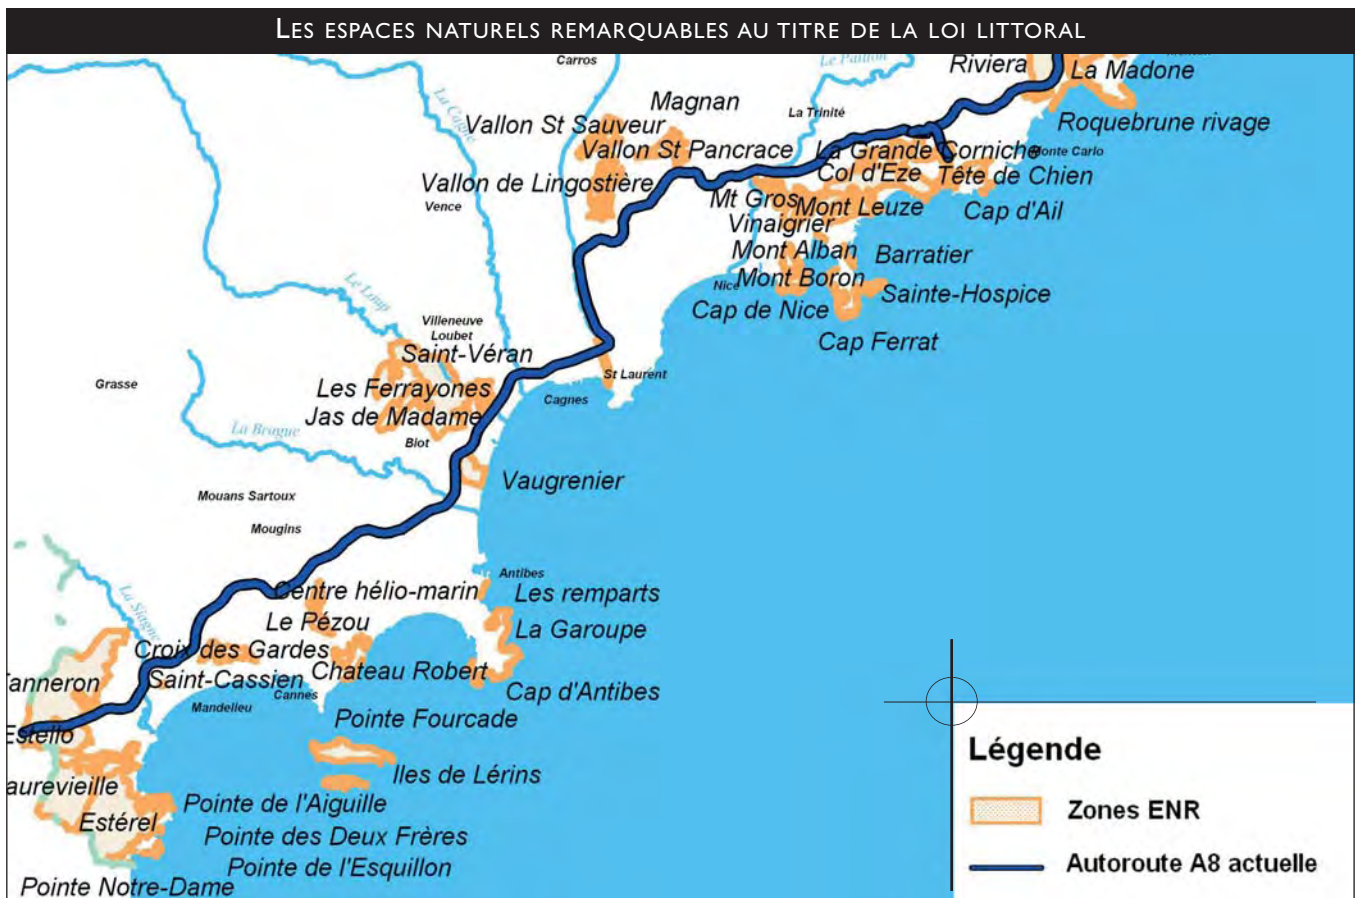 LES ESPACES NATURELS REMARQUABLES AU TITRE DE LA LOI LITTORAL
Carros
Le Paillon
Riviera
La Madone
La Cagne
Magnan
La Trinité
Roquebrune rivage
Vallon St Sauveur
Vallon St Pancrace
La Grande Corniche
Monte Carlo
Vallon de Lingostière
Col d'Eze
Tête de Chien
Vence
Mt Gros
Mont Leuze
Cap d'Ail
Vinaigrier
Mont Alban
Barratier
Le Loup
Nice
Mont Boron
Sainte-Hospice
Cap de Nice
Villeneuve
Loubet
Cap Ferrat
Saint-Véran
St Laurent
Grasse
Les Ferrayones
Cagnes
Jas de Madame
La Brague
Biot
Vaugrenier
Mouans Sartoux
Mougins
Antibes
La Siagne
Centre hélio-marin
Les remparts
Le Pézou
La Garoupe
Croix des Gardes
Chateau Robert
anneron
Saint-Cassien
Cannes
Cap d'Antibes
Mandelieu
Pointe Fourcade
Estello
Légende
Iles de Lérins
aurevieille
Pointe de l'Aiguille
Zones ENR
Estérel
Pointe des Deux Frères
Pointe de l'Esquillon
Autoroute A8 actuelle
Pointe Notre-Dame